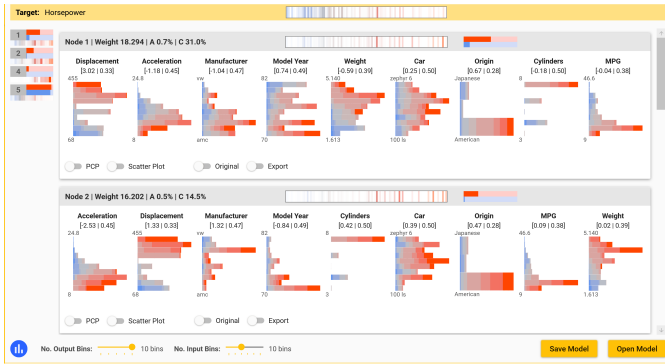 Target: Horsepower
1
2
4
5
Node 1 | Weight 18.294 | A 0.7% | C 31.0%
Displacement Acceleration Manufacturer Model Year Weight Car Origin Cylinders MPG
[3.02 | 0.33] [-1.18 | 0.45] [-1.04 | 0.47] [0.74 | 0.49] [-0.59 | 0.39] [0.25 | 0.50] [0.67 | 0.28] [-0.18 | 0.50] [-0.04 | 0.38]
455 24.8 vw 82 5.140 zephyr 6 Japanese 8 46.6
68 8 amc 70 1.613 100 ls American 3 9
PCP Scatter Plot Original Export
Node 2 | Weight 16.202 | A 0.5% | C 14.5%
Acceleration Displacement Manufacturer Model Year Cylinders Car Origin MPG Weight
[-2.53 | 0.45] [1.33 | 0.33] [1.32 | 0.47] [-0.84 | 0.49] [0.42 | 0.50] [0.39 | 0.50] [0.47 | 0.28] [0.09 | 0.38] [0.02 | 0.39]
24.8 455 vw 82 8 zephyr 6 Japanese 46.6 5.140
8 68 amc 70 3 100 ls American 9 1.613
PCP Scatter Plot Original Export
No. Output Bins: 10 bins No. Input Bins: 10 bins Save Model Open Model